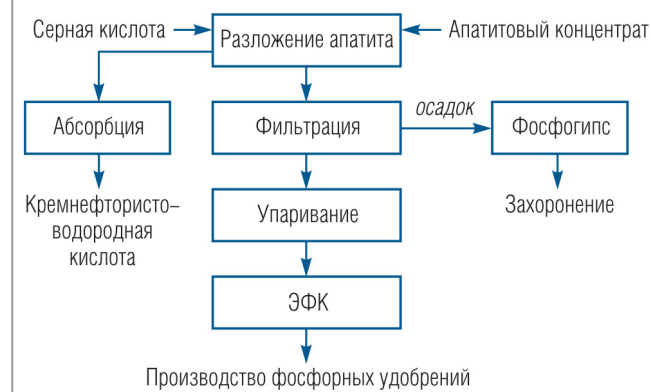 Серная кислота
Разложение апатита
Апатитовый концентрат
Абсорбция
Фильтрация
осадок
Фосфогипс
Кремнефтористо–
водородная
кислота
Упаривание
Захоронение
ЭФК
Производство фосфорных удобрений